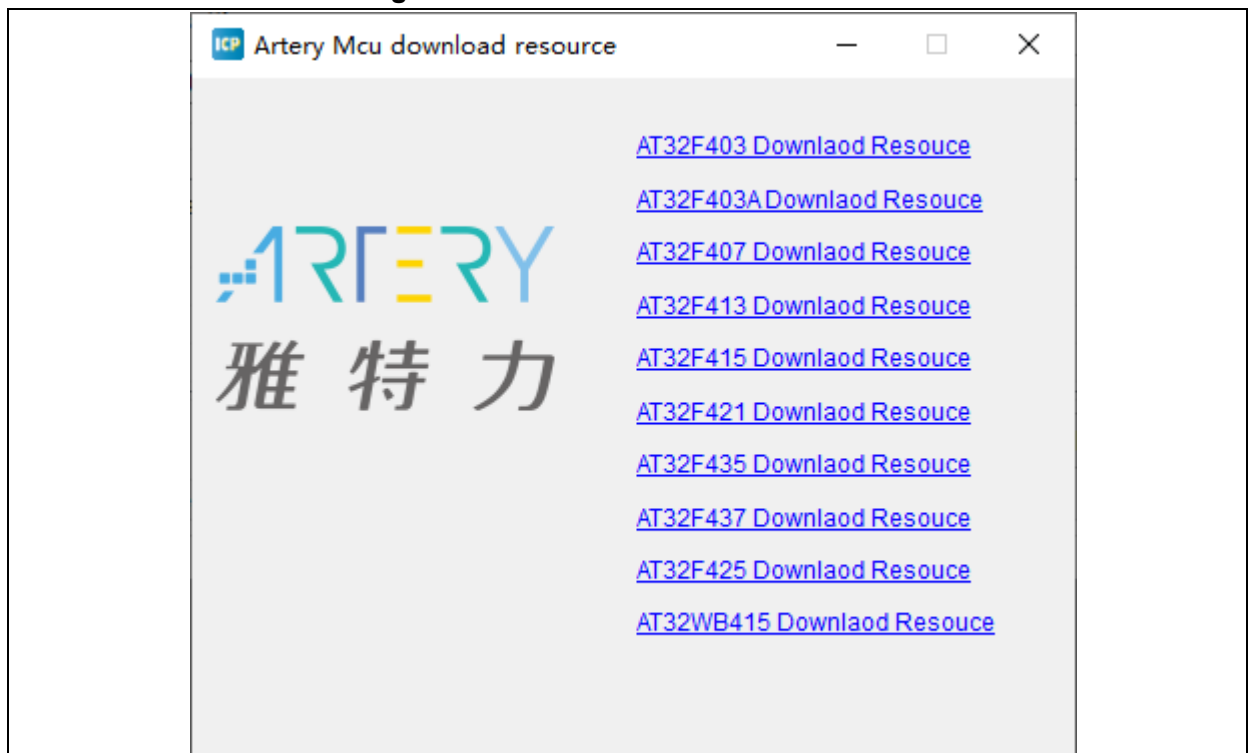 ICP Artery Mcu download resource
AT32F403 Downlaod Resouce
AT32F403A Downlaod Resouce
AT32F407 Downlaod Resouce
ARTERY
AT32F413 Downlaod Resouce
雅特力
AT32F415 Downlaod Resouce
AT32F421 Downlaod Resouce
AT32F435 Downlaod Resouce
AT32F437 Downlaod Resouce
AT32F425 Downlaod Resouce
AT32WB415 Downlaod Resouce